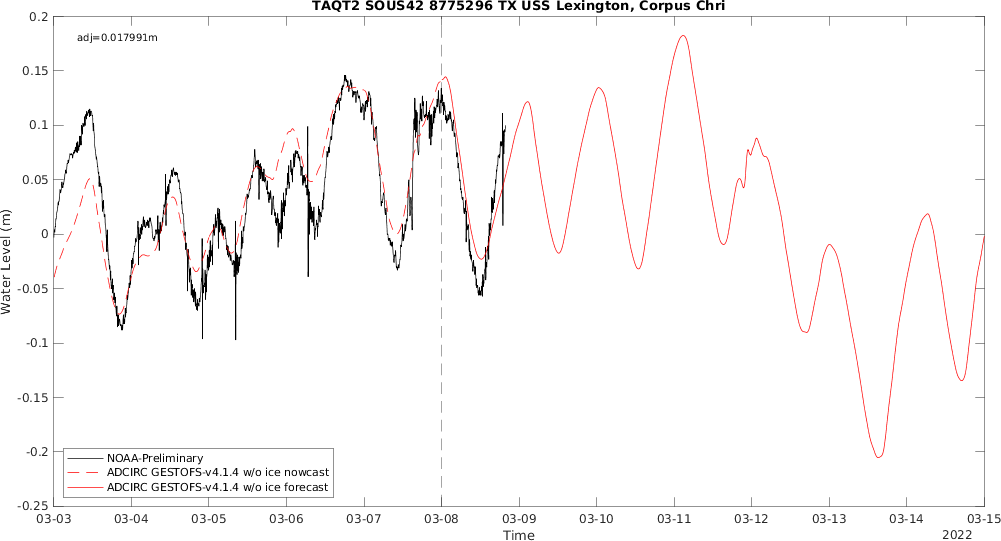 TAQT2 SOUS42 8775296 TX USS Lexington, Corpus Chri
adj=0.017991m
0.2
0.15
0.1
0.05
0
-0.05
-0.1
-0.15
-0.2
-0.25
Water Level (m)
NOAA-Preliminary
ADCIRC GESTOFS-v4.1.4 w/o ice nowcast
ADCIRC GESTOFS-v4.1.4 w/o ice forecast
03-03 03-04 03-05 03-06 03-07 03-08 03-09 03-10 03-11 03-12 03-13 03-14 03-15
Time
2022